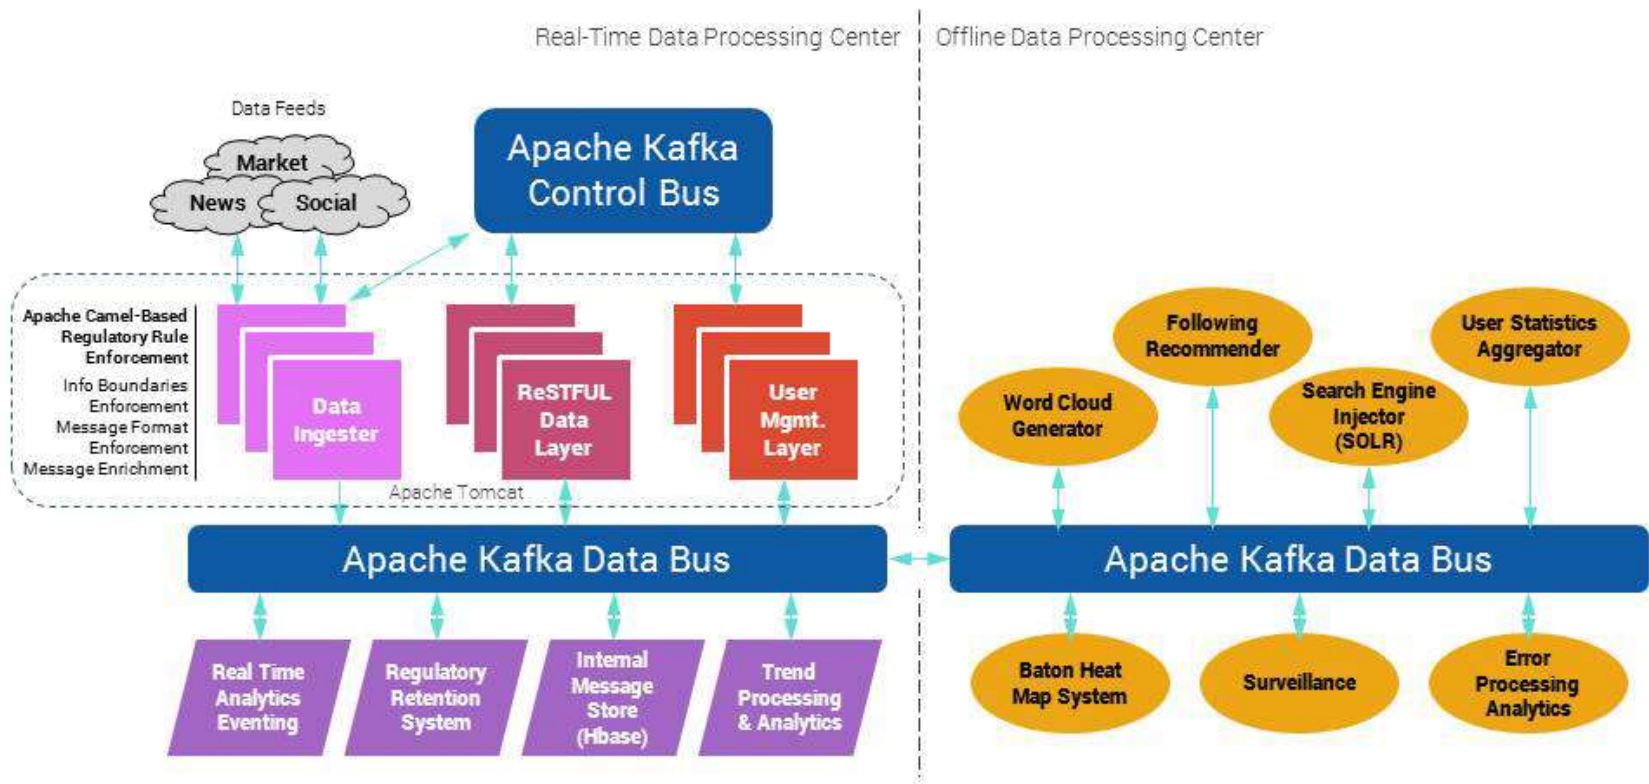 Real-Time Data Processing Center
Offline Data Processing Center
Data Feeds
Market
News
Social
Apache Kafka
Control Bus
Apache Camel-Based
Regulatory Rule
Enforcement
Info Boundaries
Enforcement
Message Format
Enforcement
Message Enrichment
Data
Ingester
ReSTFUL
Data
Layer
User
Mgmt.
Layer
Apache Tomcat
Word Cloud
Generator
Following
Recommender
Search Engine
Injector
(SOLR)
User Statistics
Aggregator
Apache Kafka Data Bus
Apache Kafka Data Bus
Real Time
Analytics
Eventing
Regulatory
Retention
System
Internal
Message
Store
(Hbase)
Trend
Processing
& Analytics
Baton Heat
Map System
Surveillance
Error
Processing
Analytics